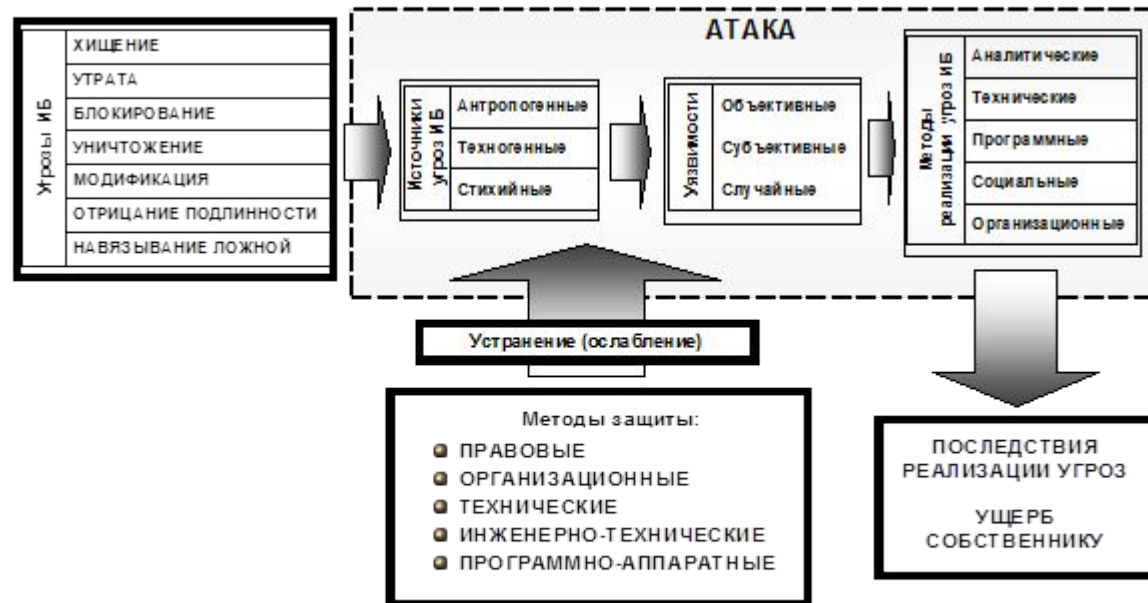 Угрозы ИБ
ХИЩЕНИЕ
УТРАТА
БЛОКИРОВАНИЕ
УНИЧТОЖЕНИЕ
МОДИФИКАЦИЯ
ОТРИЦАНИЕ ПОДЛИННОСТИ
НАВЯЗЫВАНИЕ ЛОЖНОЙ
АТАКА
Источники
угроз ИБ
Антропогенные
Техногенные
Стихийные
Уязвимости
Объективные
Субъективные
Случайные
Методы
реализации угроз ИБ
Аналитические
Технические
Программные
Социальные
Организационные
Устранение (ослабление)
Методы защиты:
ПРАВОВЫЕ
ОРГАНИЗАЦИОННЫЕ
ТЕХНИЧЕСКИЕ
ИНЖЕНЕРНО-ТЕХНИЧЕСКИЕ
ПРОГРАММНО-АППАРАТНЫЕ
ПОСЛЕДСТВИЯ
РЕАЛИЗАЦИИ УГРОЗ
УЩЕРБ
СОБСТВЕННИКУ